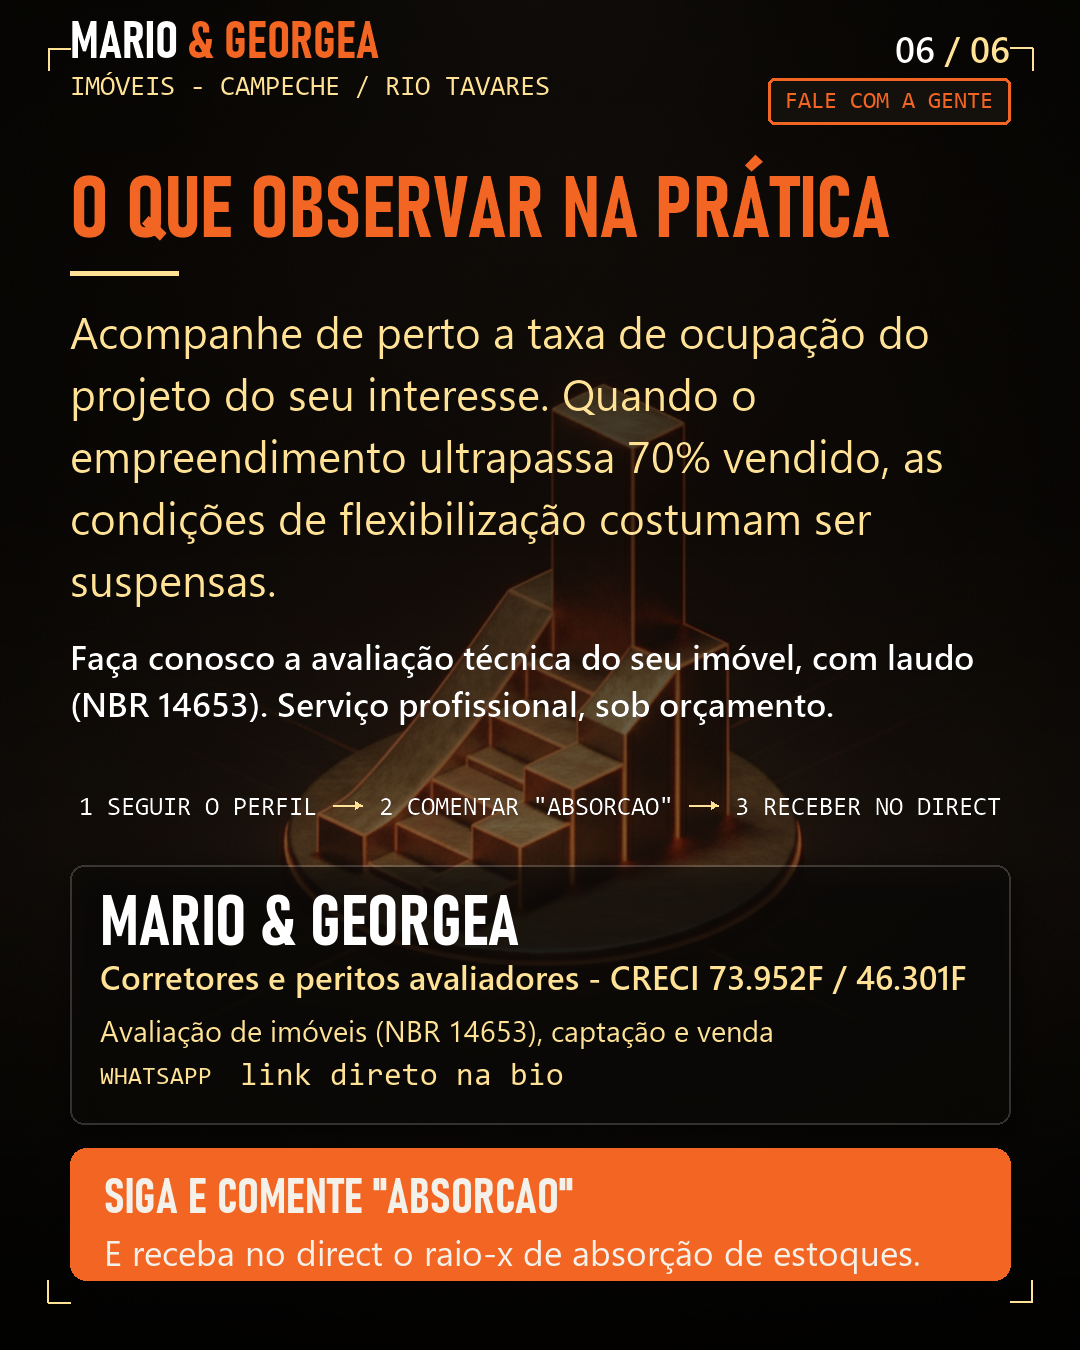 MARIO & GEORGEA
IMÓVEIS - CAMPECHE / RIO TAVARES
06 / 06
FALE COM A GENTE
O QUE OBSERVAR NA PRÁTICA
Acompanhe de perto a taxa de ocupação do
projeto do seu interesse. Quando o
empreendimento ultrapassa 70% vendido, as
condições de flexibilização costumam ser
suspensas.
Faça conosco a avaliação técnica do seu imóvel, com laudo
(NBR 14653). Serviço profissional, sob orçamento.
1 SEGUIR O PERFIL → 2 COMENTAR "ABSORCAO" → 3 RECEBER NO DIRECT
MARIO & GEORGEA
Corretores e peritos avaliadores - CRECI 73.952F / 46.301F
Avaliação de imóveis (NBR 14653), captação e venda
WHATSAPP link direto na bio
SIGA E COMENTE "ABSORCAO"
E receba no direct o raio-x de absorção de estoques.